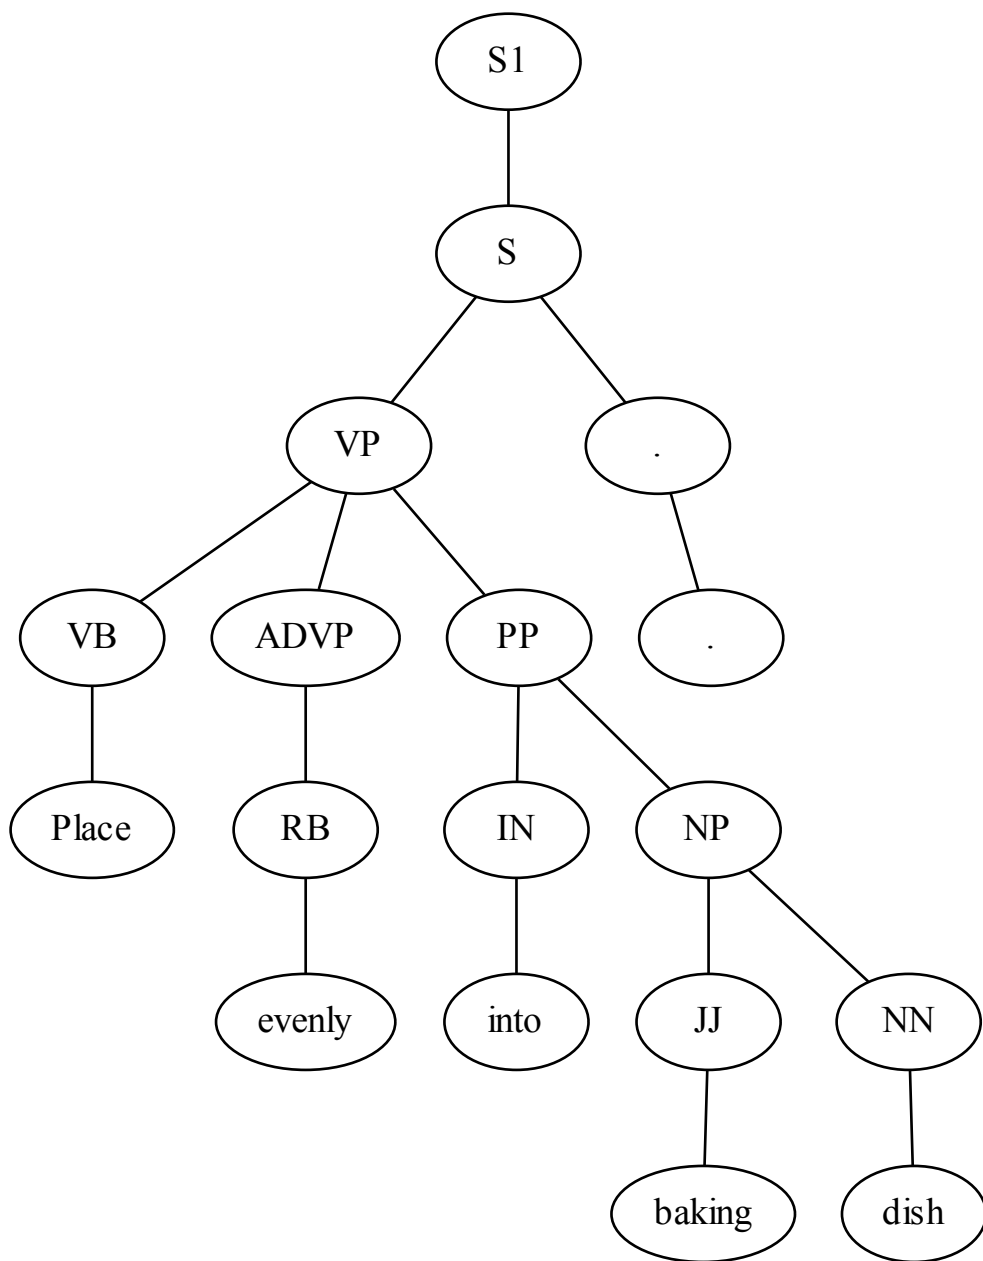 S1
S
VP .
VB ADVP PP .
Place RB IN NP
evenly into JJ NN
baking dish